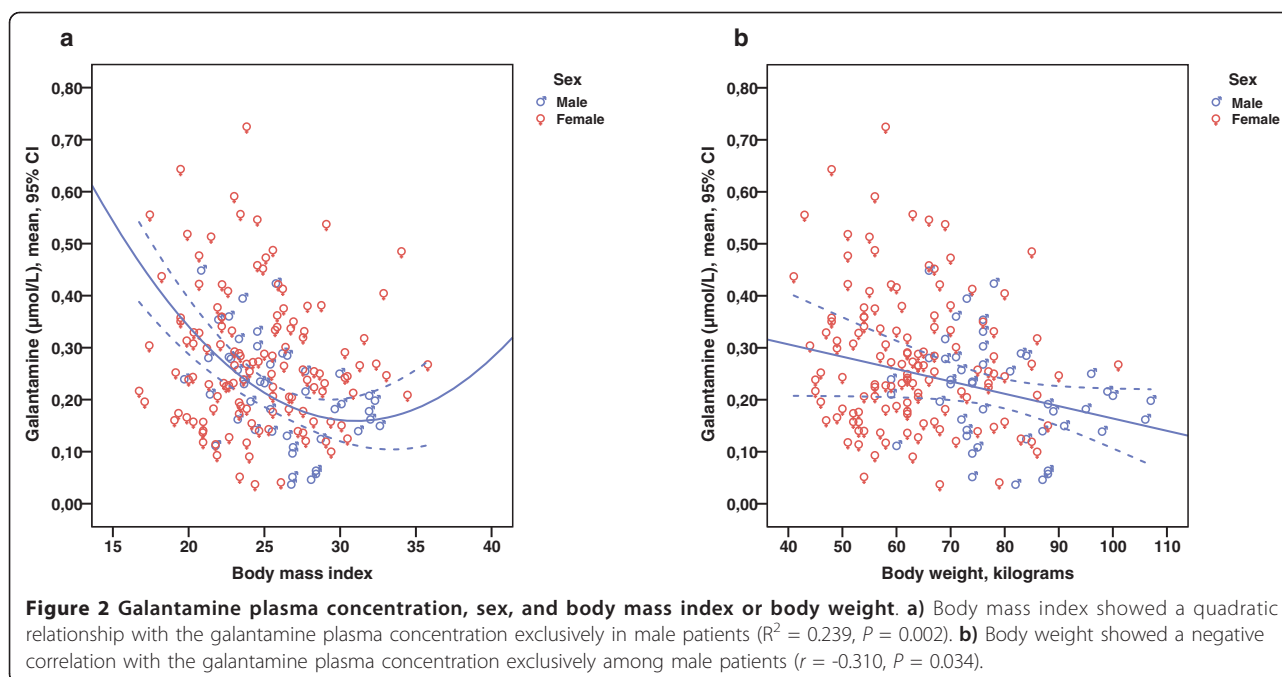 a
b
Sex
Male
Female
Galantamine (µmol/L), mean, 95% CI
0,80
0,70
0,60
0,50
0,40
0,30
0,20
0,10
0,00
15 20 25 30 35 40
Body mass index
Sex
Male
Female
Galantamine (µmol/L), mean, 95% CI
0,80
0,70
0,60
0,50
0,40
0,30
0,20
0,10
0,00
40 50 60 70 80 90 100 110
Body weight, kilograms
Figure 2 Galantamine plasma concentration, sex, and body mass index or body weight. a) Body mass index showed a quadratic
relationship with the galantamine plasma concentration exclusively in male patients (R² = 0.239, P = 0.002). b) Body weight showed a negative
correlation with the galantamine plasma concentration exclusively among male patients (r = -0.310, P = 0.034).